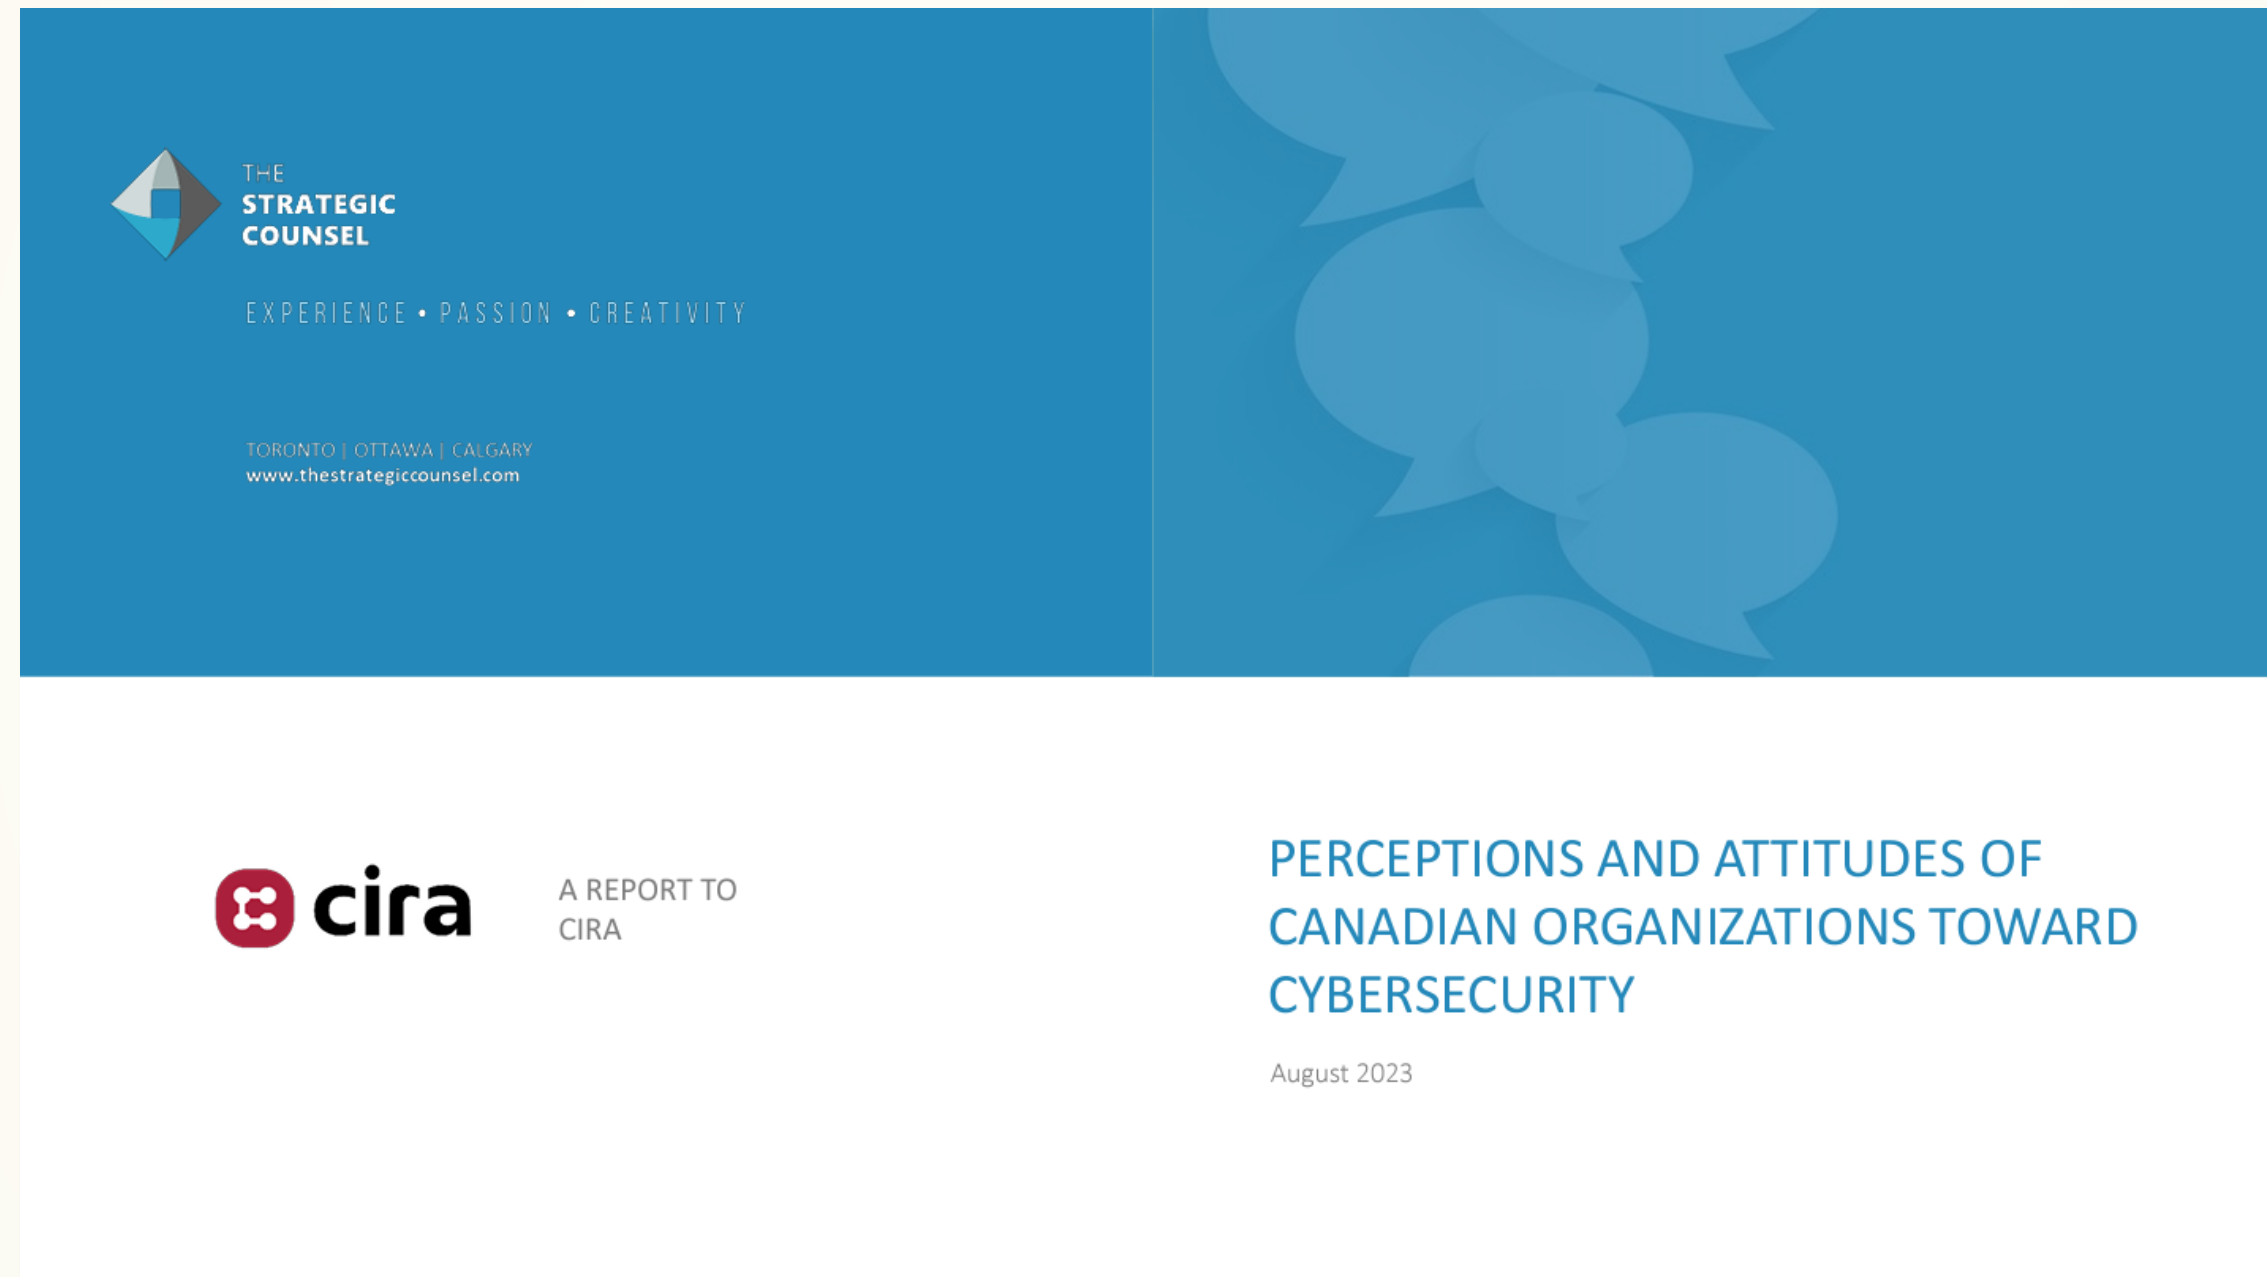 THE
STRATEGIC
COUNSEL
EXPERIENCE • PASSION • CREATIVITY
TORONTO | OTTAWA | CALGARY
www.thestrategiccounsel.com
cira
A REPORT TO
CIRA
PERCEPTIONS AND ATTITUDES OF
CANADIAN ORGANIZATIONS TOWARD
CYBERSECURITY
August 2023